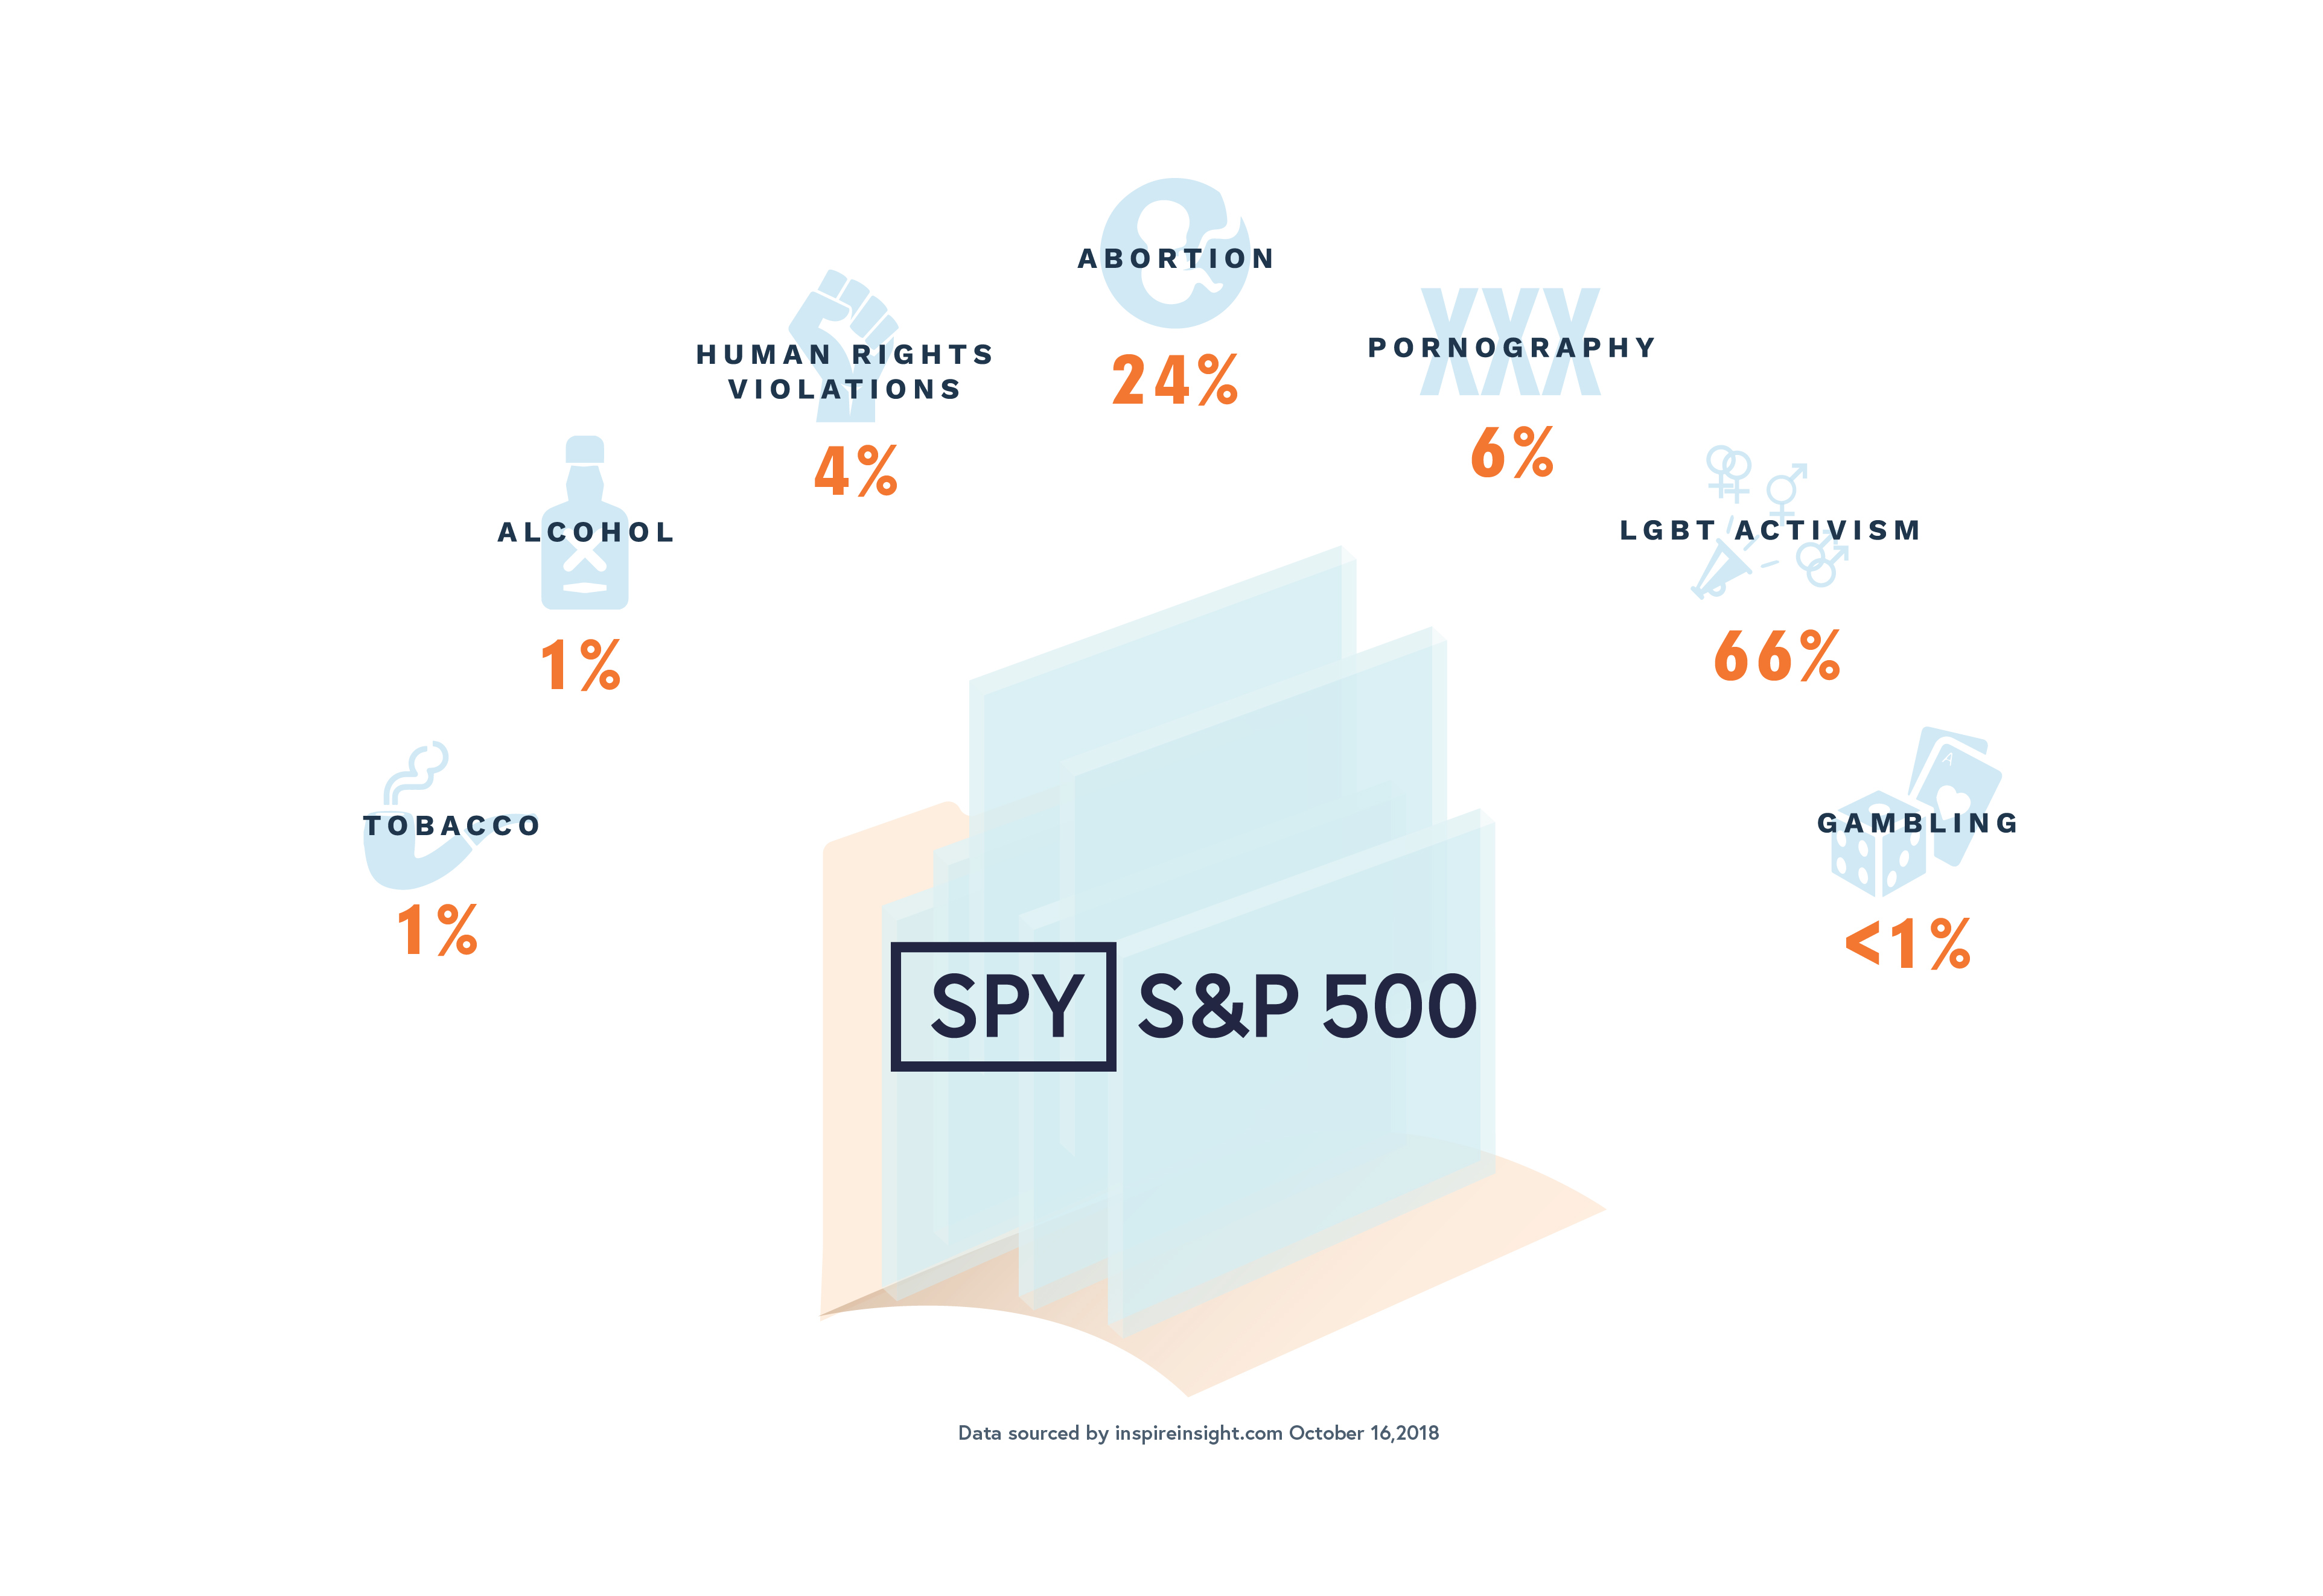 ABORTION
24%
HUMAN RIGHTS
VIOLATIONS
4%
PORNOGRAPHY
XXX
6%
ALCOHOL
1%
LGBT ACTIVISM
66%
TOBACCO
1%
A
GAMBLING
<1%
SPY S&P 500
Data sourced by inspireinsight.com October 16,2018